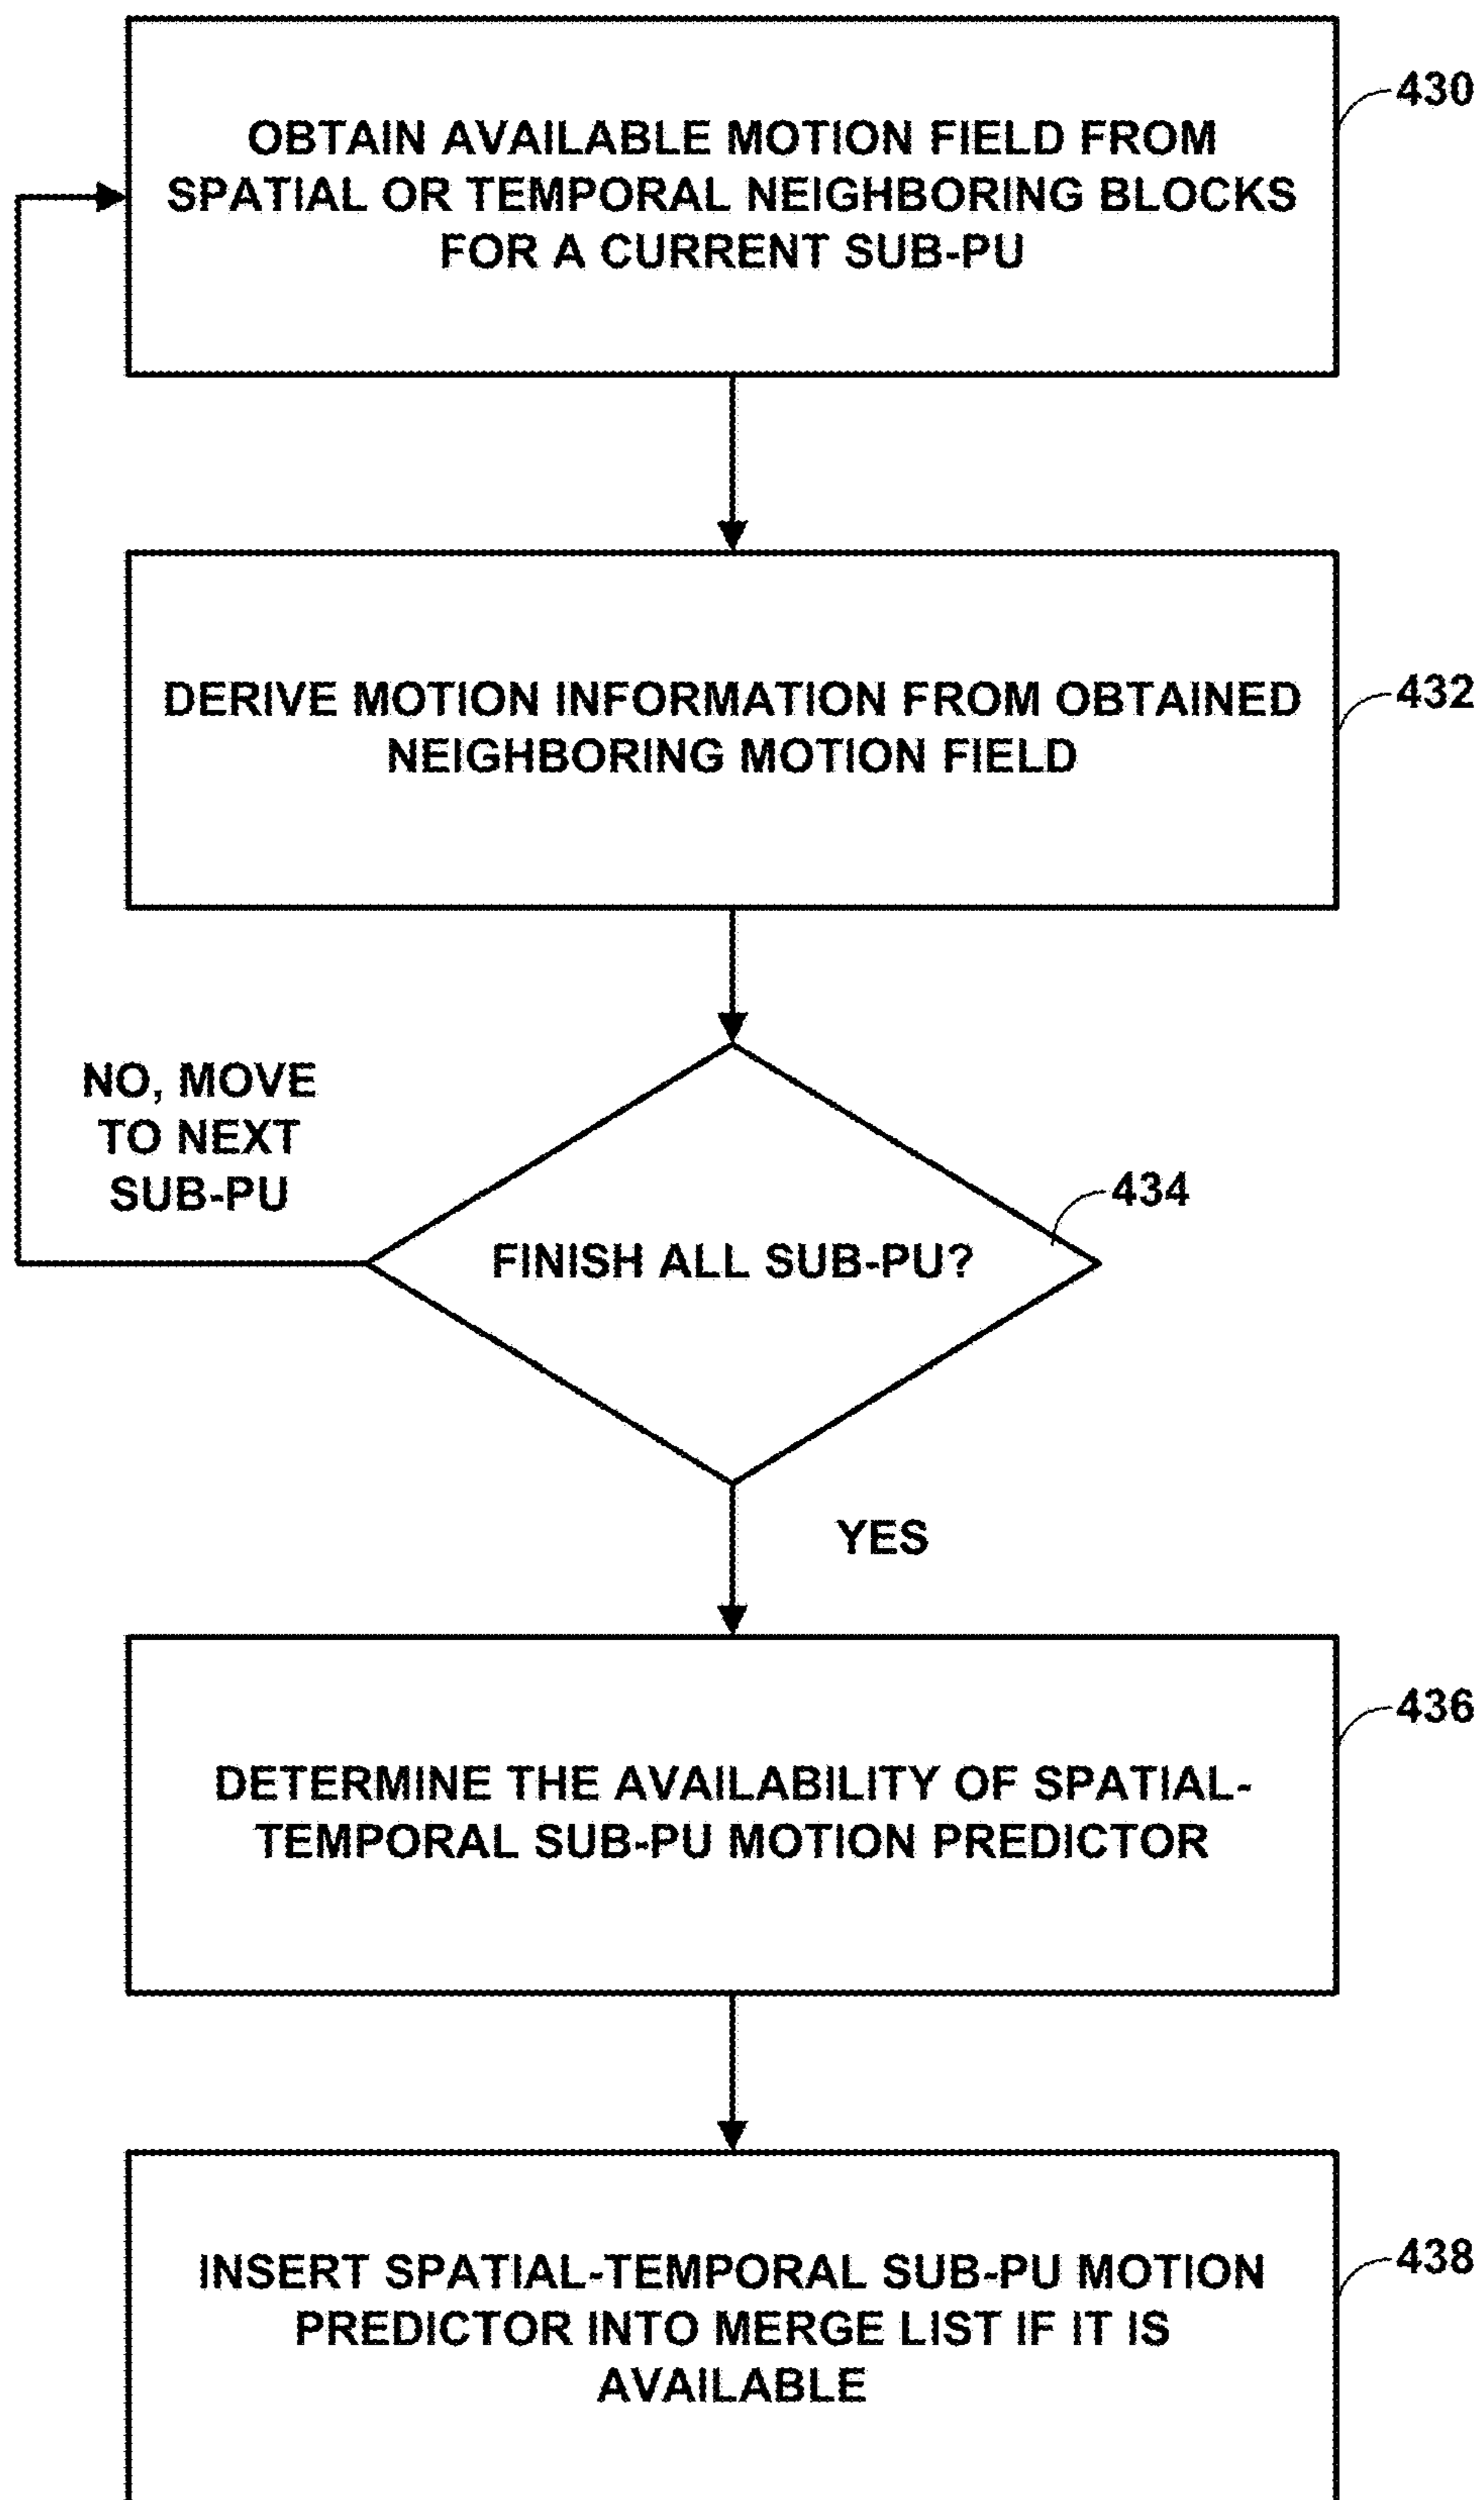 430
OBTAIN AVAILABLE MOTION FIELD FROM
SPATIAL OR TEMPORAL NEIGHBORING BLOCKS
FOR A CURRENT SUB-PU
DERIVE MOTION INFORMATION FROM OBTAINED
NEIGHBORING MOTION FIELD
432
NO, MOVE
TO NEXT
SUB-PU
434
FINISH ALL SUB-PU?
YES
436
DETERMINE THE AVAILABILITY OF SPATIAL-
TEMPORAL SUB-PU MOTION PREDICTOR
438
INSERT SPATIAL-TEMPORAL SUB-PU MOTION
PREDICTOR INTO MERGE LIST IF IT IS
AVAILABLE